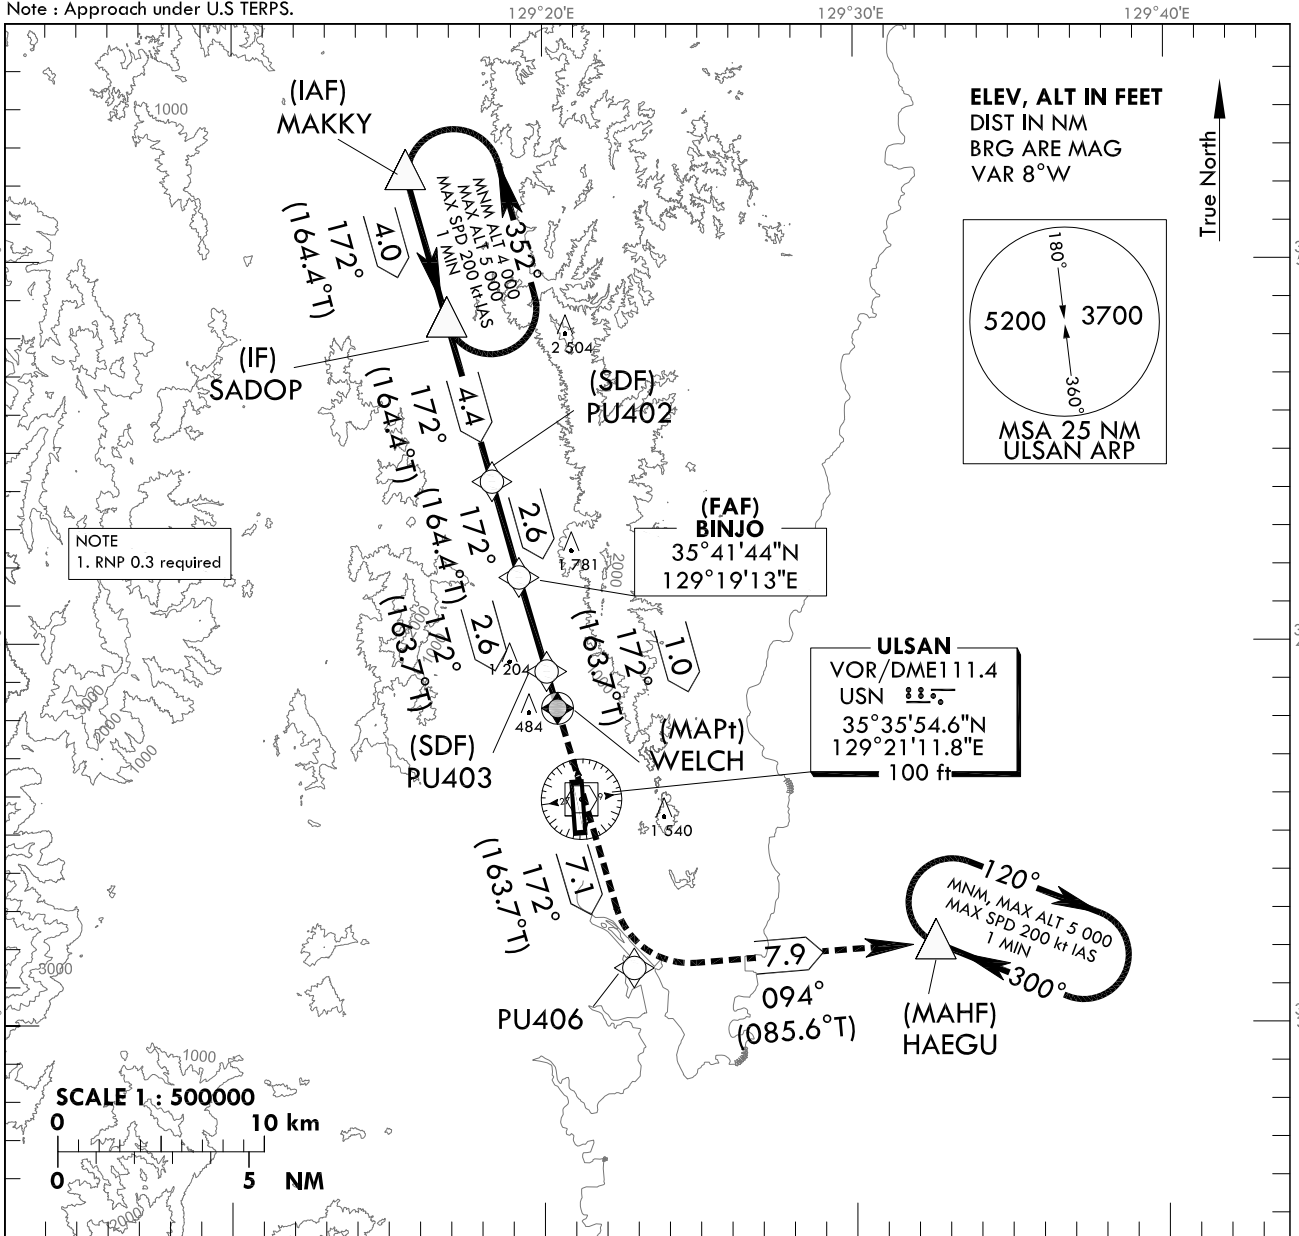 Note : Approach under U.S TERPS.
129°20'E
129°30'E
129°40'E
(IAF)
MAKKY
1000
ELEV, ALT IN FEET
DIST IN NM
BRG ARE MAG
VAR 8°W
True North
MNM ALT 4 000
MAX ALT 5 000
MAX SPD 200 kt IAS
1 MIN
352°
4.0
172°
(164.4°T)
180°
5200
3700
360°
MSA 25 NM
ULSAN ARP
2 504
(IF)
SADOP
(SDF)
PU402
4.4
172°
(164.4°T)
2.6
172°
(164.4°T)
(FAF)
BINJO
35°41'44"N
129°19'13"E
NOTE
1. RNP 0.3 required
1 781
2000
2000
1000
1000
2.6
172°
(163.7°T)
1 204
1.0
172°
(163.7°T)
ULSAN
VOR/DME111.4
USN
35°35'54.6"N
129°21'11.8"E
100 ft
3000
2000
1000
484
(SDF)
PU403
(MAPt)
WELCH
1 540
7.1
172°
(163.7°T)
120°
MNM, MAX ALT 5 000
MAX SPD 200 kt IAS
1 MIN
300°
3000
7.9
094°
(085.6°T)
PU406
(MAHF)
HAEGU
1000
SCALE 1 : 500000
0
10 km
0
5
NM
2000